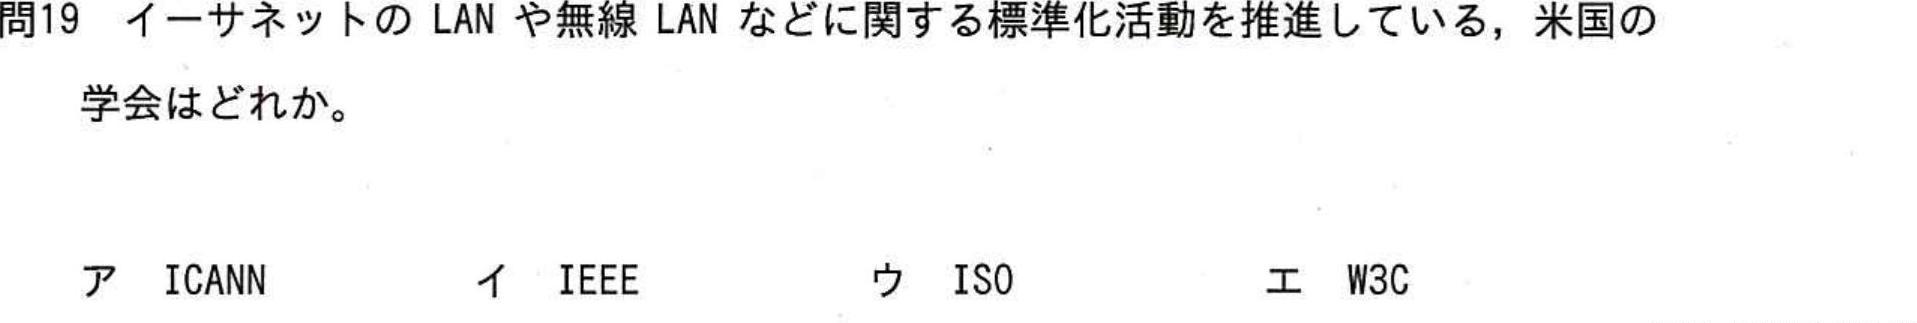 問19　イーサネットの LAN や無線 LAN などに関する標準化活動を推進している，米国の
学会はどれか。
ア　ICANN　イ　IEEE　ウ　ISO　エ　W3C